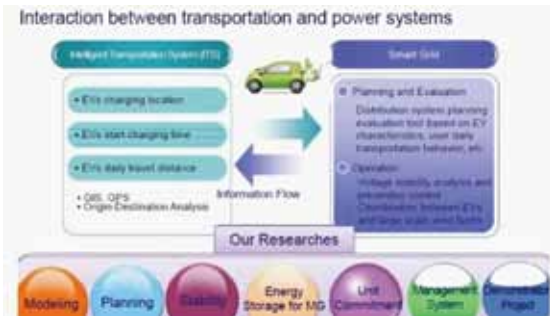 Interaction between transportation and power systems
Intelligent Transportation System (ITS)
Smart Grid
• EVs charging location
• EVs start charging time
• EVs daily travel distance
• GIS, GPS
• Origin-Destination Analysis
Information Flow
Planning and Evaluation
Distribution system planning
evaluation tool based on EV
characteristics, user daily
transportation behavior, etc.
Operation
Voltage stability analysis and
preventive control
Coordination between EVs
and large scale wind farms
Our Researches
Modeling
Planning
Stability
Energy
Storage for MG
Unit
Commitment
Management
System
Demonstration
Project